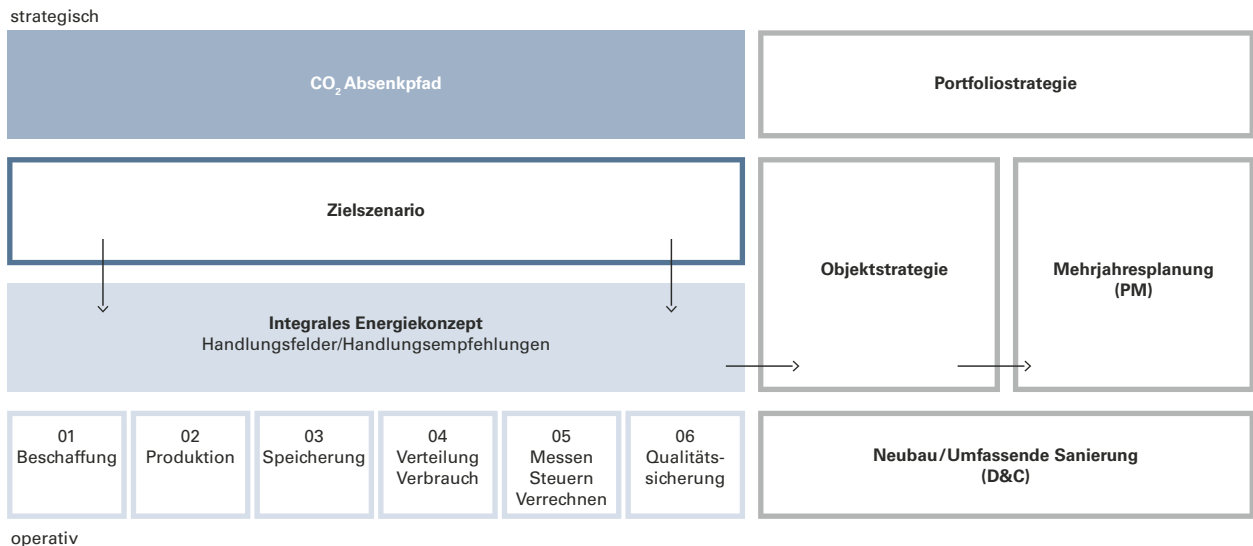 strategisch
CO₂ Absenkpfad
Portfoliostrategie
Zielszenario
Objektstrategie
Mehrjahresplanung
(PM)
Integrales Energiekonzept
Handlungsfelder/Handlungsempfehlungen
01
Beschaffung
02
Produktion
03
Speicherung
04
Verteilung
Verbrauch
05
Messen
Steuern
Verrechnen
06
Qualitäts-
sicherung
Neubau/Umfassende Sanierung
(D&C)
operativ